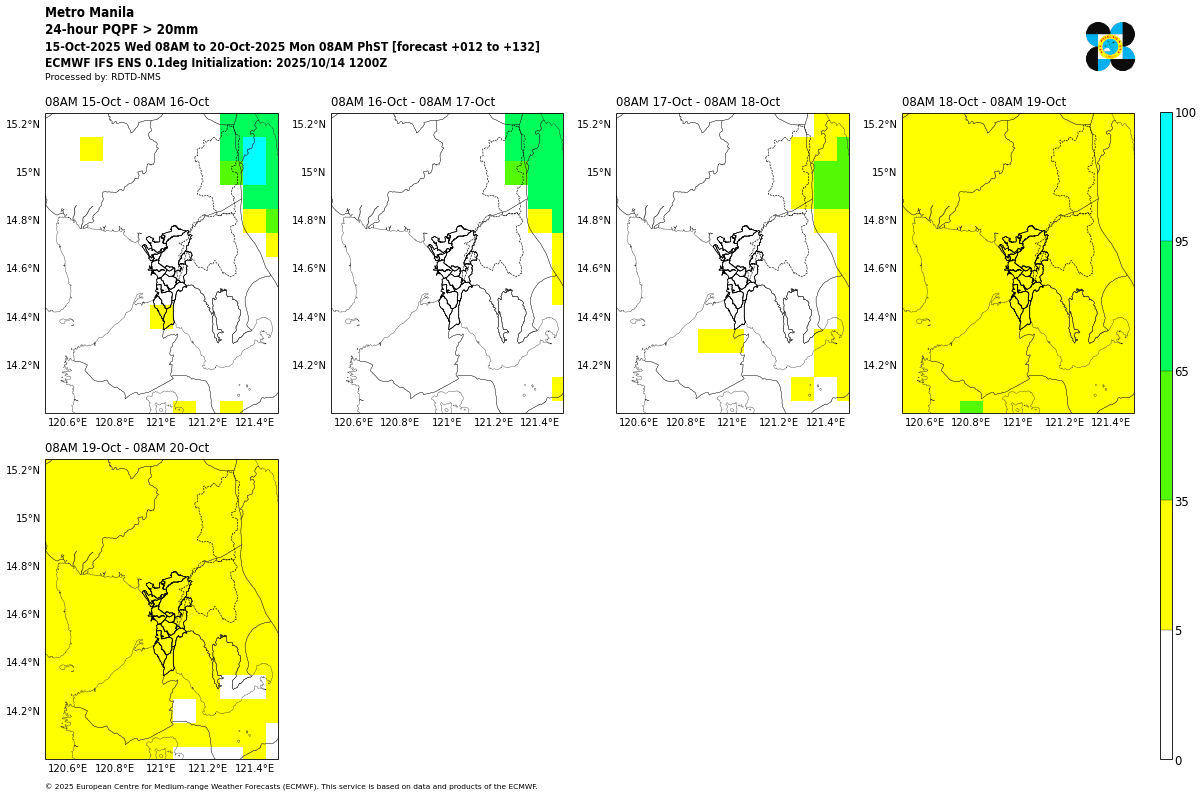 Metro Manila
24-hour PQPF > 20mm
15-Oct-2025 Wed 08AM to 20-Oct-2025 Mon 08AM PhST [forecast +012 to +132]
ECMWF IFS ENS 0.1deg Initialization: 2025/10/14 1200Z
Processed by: RDTD-NMS
08AM 15-Oct - 08AM 16-Oct
15.2°N
15°N
14.8°N
14.6°N
14.4°N
14.2°N
120.6°E 120.8°E 121°E 121.2°E 121.4°E
08AM 16-Oct - 08AM 17-Oct
15.2°N
15°N
14.8°N
14.6°N
14.4°N
14.2°N
120.6°E 120.8°E 121°E 121.2°E 121.4°E
08AM 17-Oct - 08AM 18-Oct
15.2°N
15°N
14.8°N
14.6°N
14.4°N
14.2°N
120.6°E 120.8°E 121°E 121.2°E 121.4°E
08AM 18-Oct - 08AM 19-Oct
15.2°N
15°N
14.8°N
14.6°N
14.4°N
14.2°N
120.6°E 120.8°E 121°E 121.2°E 121.4°E
08AM 19-Oct - 08AM 20-Oct
15.2°N
15°N
14.8°N
14.6°N
14.4°N
14.2°N
120.6°E 120.8°E 121°E 121.2°E 121.4°E
100
95
65
35
5
0
© 2025 European Centre for Medium-range Weather Forecasts (ECMWF). This service is based on data and products of the ECMWF.